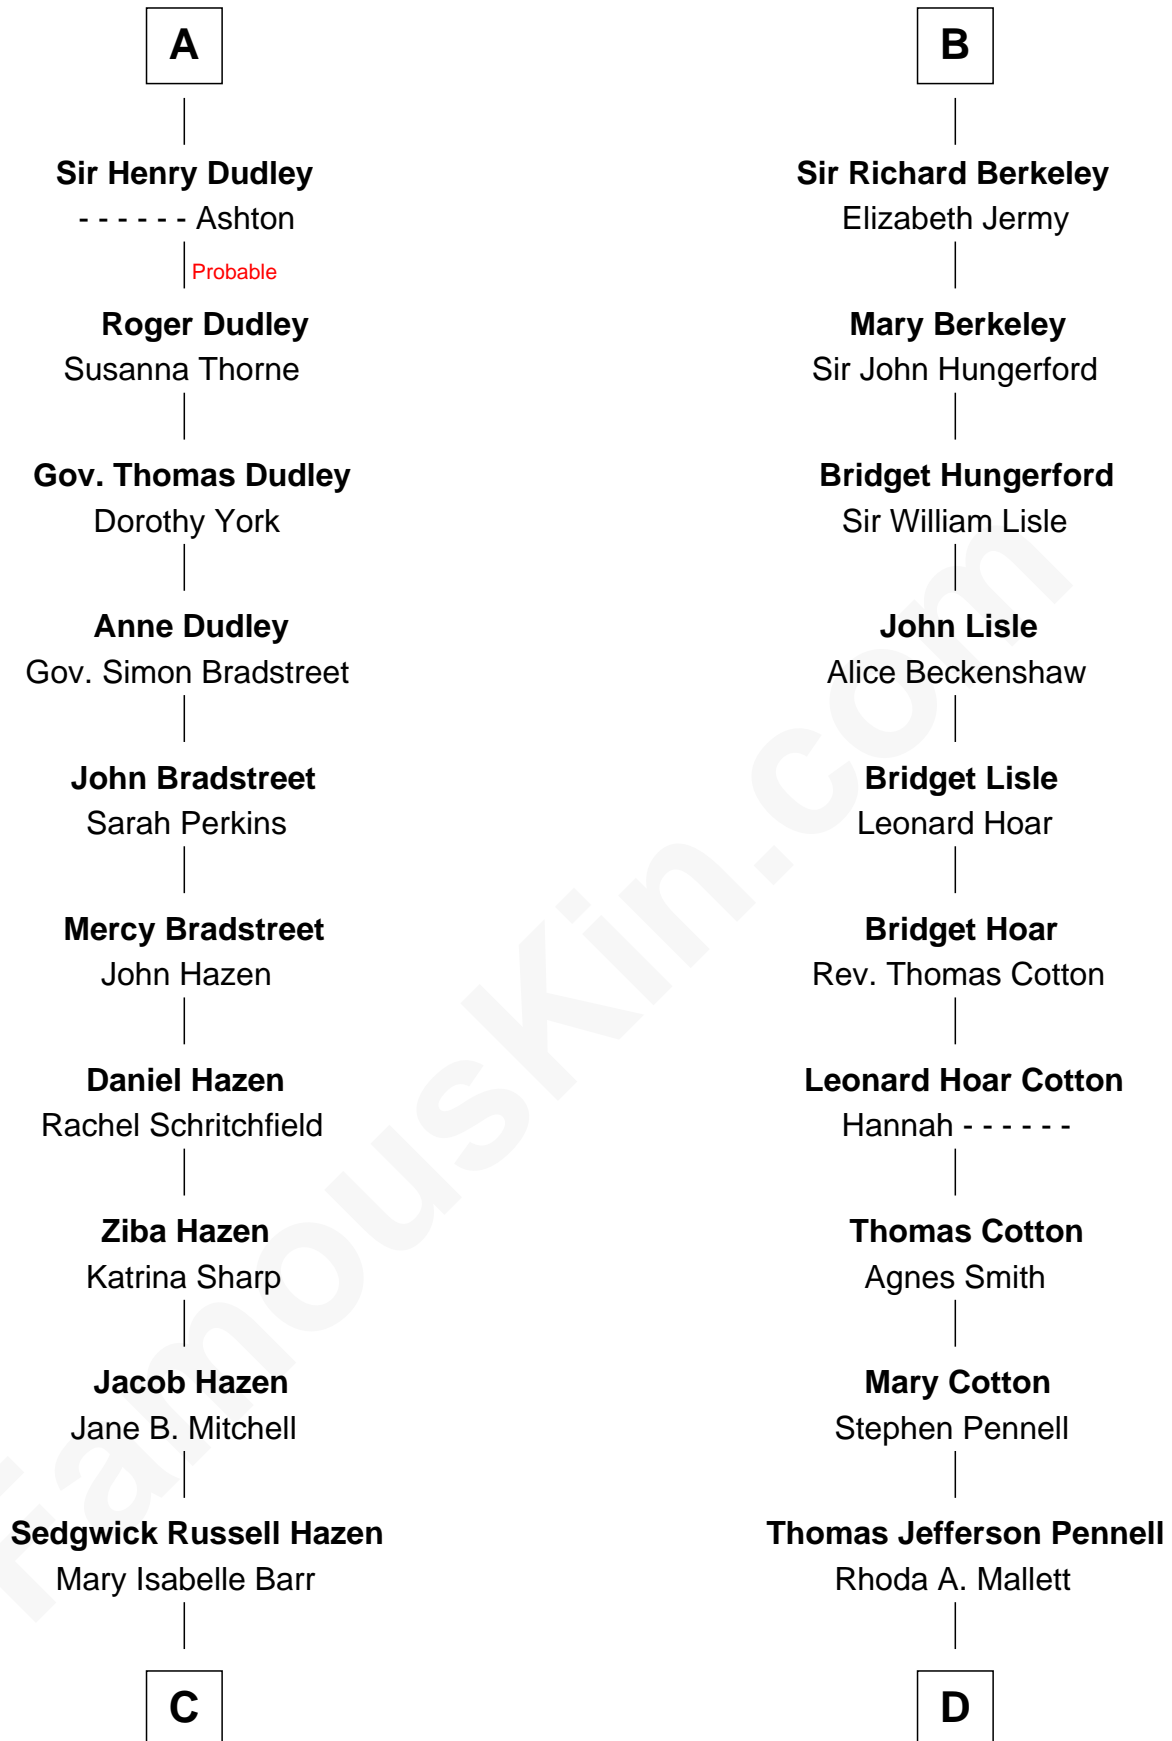 A
Sir Henry Dudley
- - - - - - Ashton
Probable
Roger Dudley
Susanna Thorne
Gov. Thomas Dudley
Dorothy York
Anne Dudley
Gov. Simon Bradstreet
John Bradstreet
Sarah Perkins
Mercy Bradstreet
John Hazen
Daniel Hazen
Rachel Schritchfield
Ziba Hazen
Katrina Sharp
Jacob Hazen
Jane B. Mitchell
Sedgwick Russell Hazen
Mary Isabelle Barr
C
B
Sir Richard Berkeley
Elizabeth Jermy
Mary Berkeley
Sir John Hungerford
Bridget Hungerford
Sir William Lisle
John Lisle
Alice Beckenshaw
Bridget Lisle
Leonard Hoar
Bridget Hoar
Rev. Thomas Cotton
Leonard Hoar Cotton
Hannah - - - - - -
Thomas Cotton
Agnes Smith
Mary Cotton
Stephen Pennell
Thomas Jefferson Pennell
Rhoda A. Mallett
D
FamousKin.com